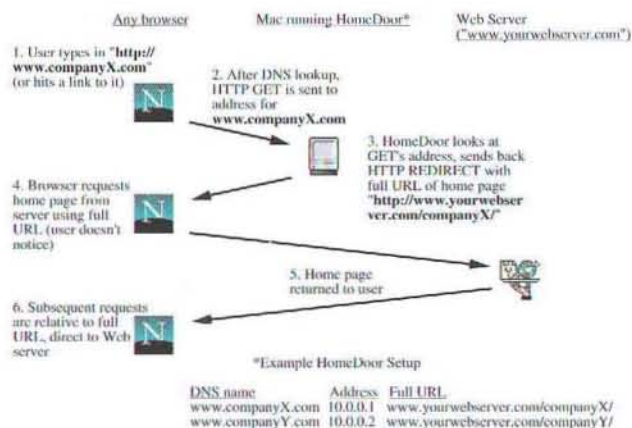 Any browser
Mac running HomeDoor*
Web Server
("www.yourwebserver.com")
1. User types in "http://
www.companyX.com"
(or hits a link to it)
N
2. After DNS lookup,
HTTP GET is sent to
address for
www.companyX.com
3. HomeDoor looks at
GET's address, sends back
HTTP REDIRECT with
full URL of home page
"http://www.yourwebser
ver.com/companyX/"
4. Browser requests
home page from
server using full
URL (user doesn't
notice)
N
5. Home page
returned to user
6. Subsequent requests
are relative to full
URL, direct to Web
server
N
*Example HomeDoor Setup
DNS name Address Full URL
www.companyX.com 10.0.0.1 www.yourwebserver.com/companyX/
www.companyY.com 10.0.0.2 www.yourwebserver.com/companyY/